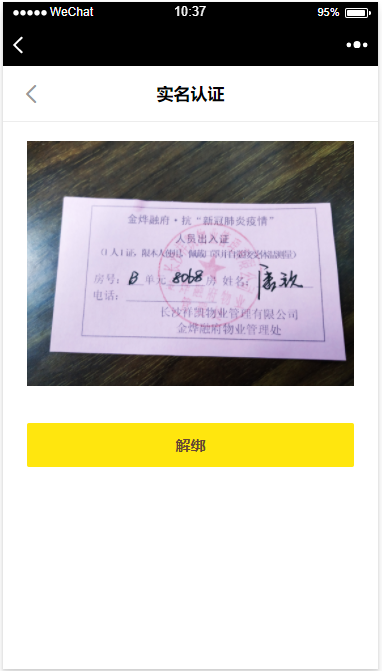 WeChat 10:37 95%
实名认证
金烨融府·抗“新冠肺炎疫情”
人员出入证
房号：B 单元 8068 房 姓名：
电话：
长沙祥凯物业管理有限公司
金烨融府物业管理处
解绑